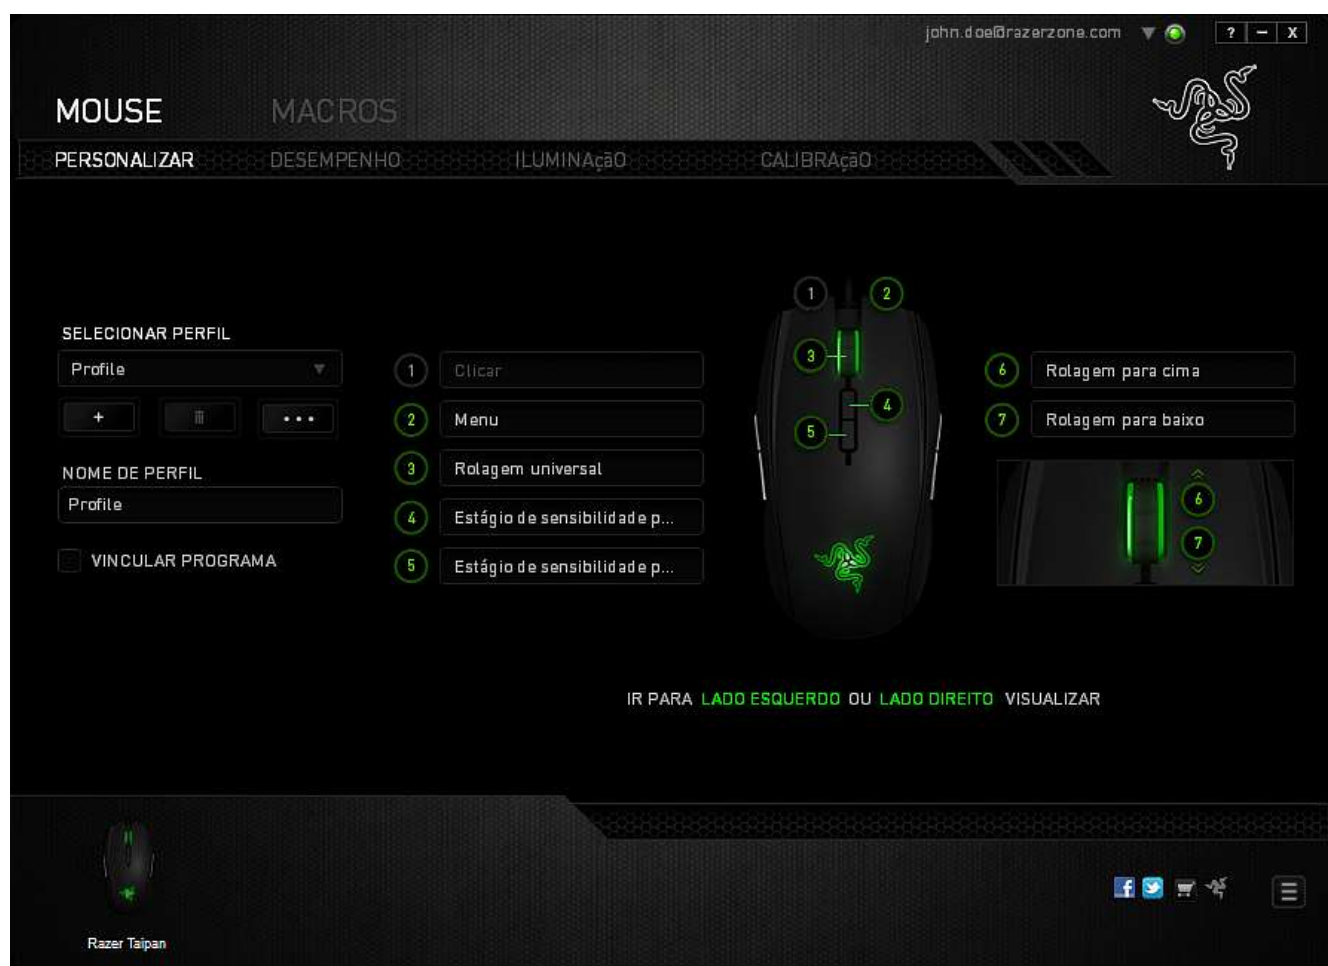 john.doe@razerzone.com
? – X
MOUSE MACROS
PERSONALIZAR DESEMPENHO ILUMINAção CALIBRAção
SELECIONAR PERFIL
Profile
+ ...
NOME DE PERFIL
Profile
VINCULAR PROGRAMA
1 Clicar
2 Menu
3 Rolagem universal
4 Estágio de sensibilidade p...
5 Estágio de sensibilidade p...
1 2
3
4
5
6 Rolagem para cima
7 Rolagem para baixo
6
7
IR PARA LADO ESQUERDO OU LADO DIREITO VISUALIZAR
Razer Taipan